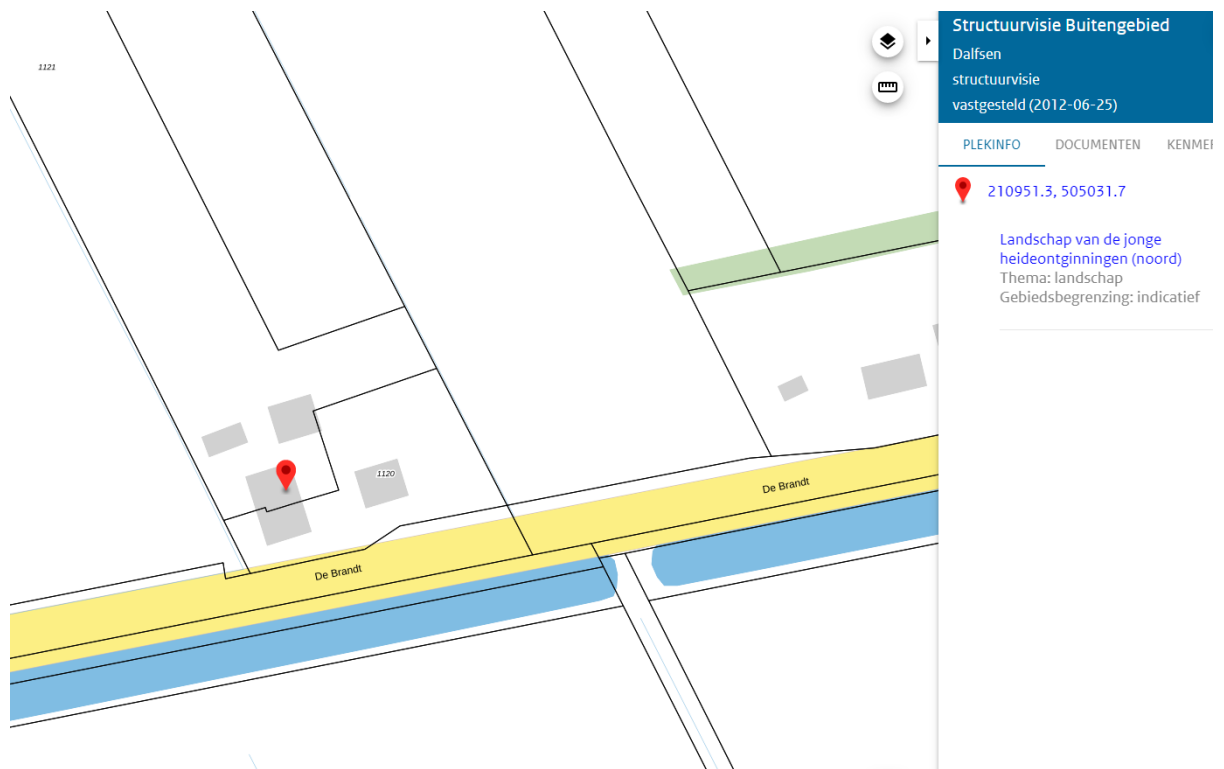 1121
1120
De Brandt
De Brandt
Structuurvisie Buitengebied
Dalfsen
structuurvisie
vastgesteld (2012-06-25)
PLEKINFO DOCUMENTEN
210951.3, 505031.7
Landschap van de jonge
heideontginningen (noord)
Thema: landschap
Gebiedsbegrenzing: indicatief